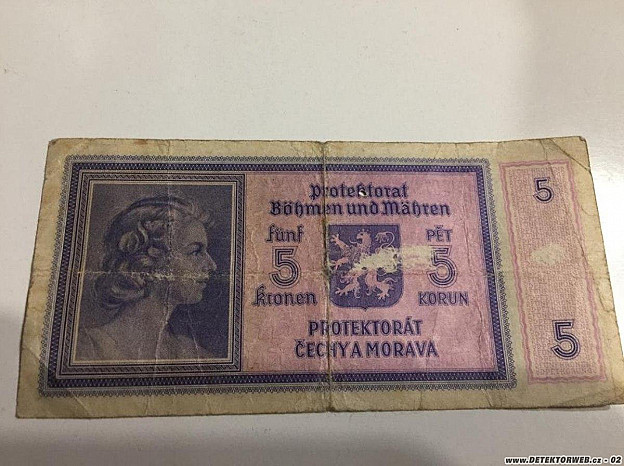 Protektorat
Böhmen und Mähren
fünf PĚT
5 5
kronen KORUN
PROTEKTORÁT
ČECHY A MORAVA
5
5
www.DETEKTORWEB.cz - 02